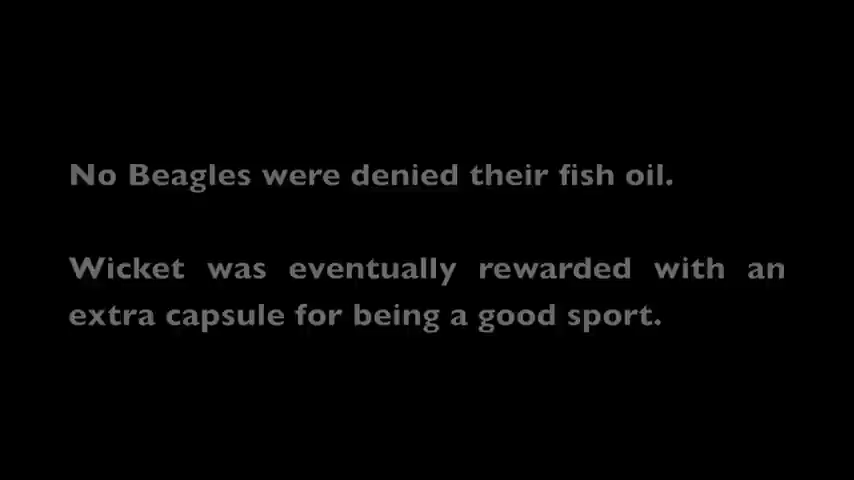 No Beagles were denied their fish oil.
Wicket was eventually rewarded with an
extra capsule for being a good sport.